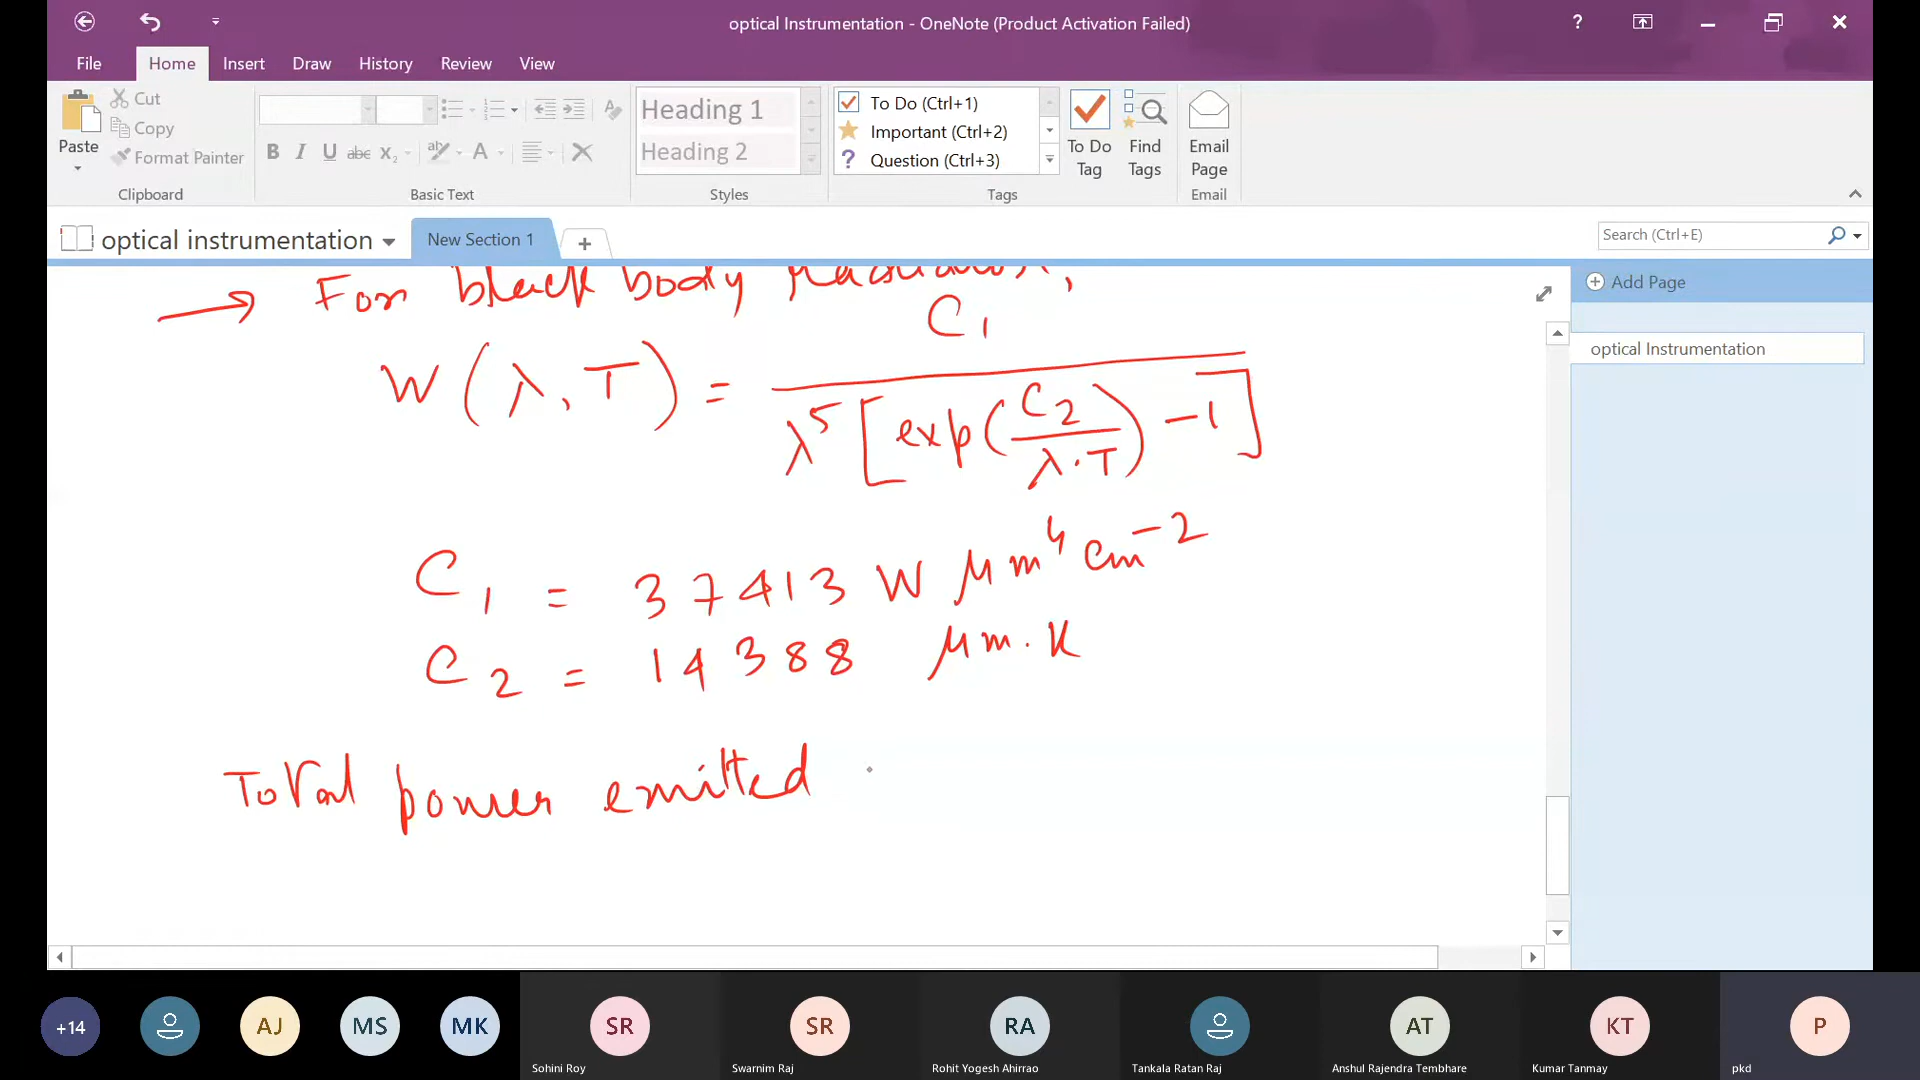 optical Instrumentation - OneNote (Product Activation Failed)
?
File Home Insert Draw History Review View
Paste
Cut
Copy
Format Painter
Clipboard
B I U abc X₂ ab A
Basic Text
Heading 1
Heading 2
Styles
To Do (Ctrl+1)
Important (Ctrl+2)
? Question (Ctrl+3)
Tags
To Do Tag
Find Tags
Email Page
Email
optical instrumentation
New Section 1
+
Search (Ctrl+E)
Add Page
optical Instrumentation
→ For black body Radiation,
W(λ, T) = C₁ / λ⁵ [exp(C₂ / λ·T) - 1]
C₁ = 37413 W μm⁴ cm⁻²
C₂ = 14388 μm·K
Total power emitted
+14
AJ
MS
MK
SR
Sohini Roy
SR
Swarnim Raj
RA
Rohit Yogesh Ahirrao
Tankala Ratan Raj
AT
Anshul Rajendra Tembhare
KT
Kumar Tanmay
P
pkd